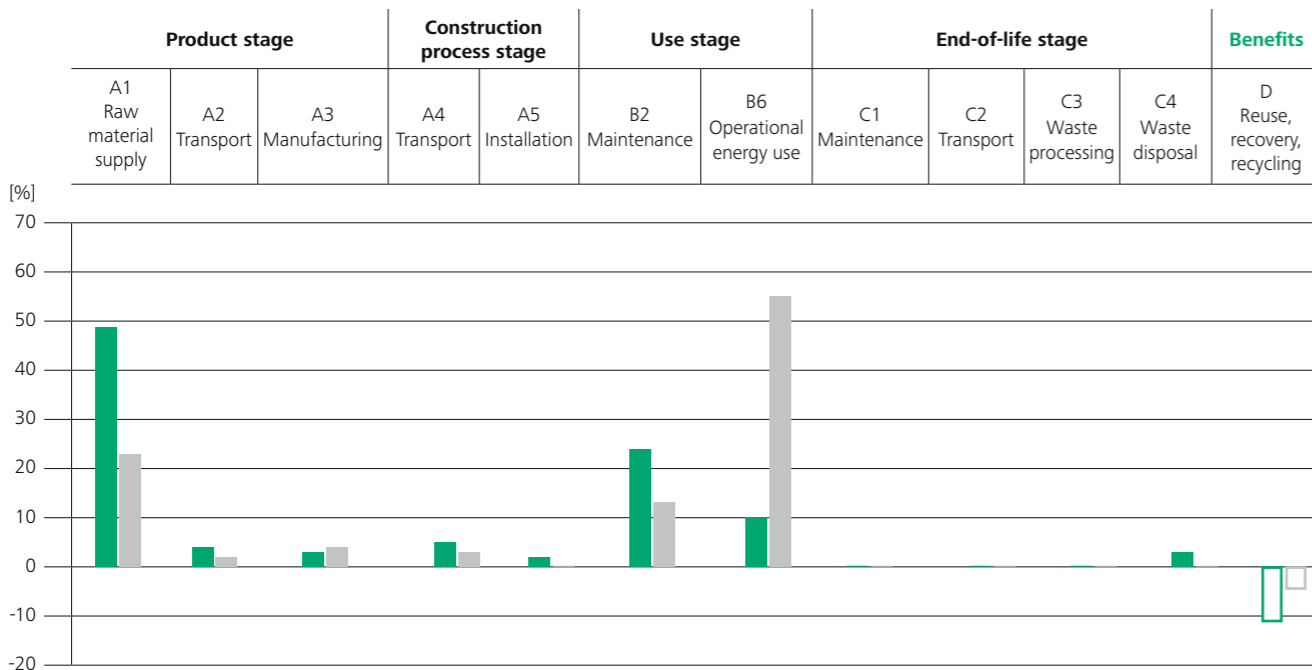 Product stage
Construction
process stage
Use stage
End-of-life stage
Benefits
A1
Raw
material
supply
A2
Transport
A3
Manufacturing
A4
Transport
A5
Installation
B2
Maintenance
B6
Operational
energy use
C1
Maintenance
C2
Transport
C3
Waste
processing
C4
Waste
disposal
D
Reuse,
recovery,
recycling
[%]
70
60
50
40
30
20
10
0
-10
-20